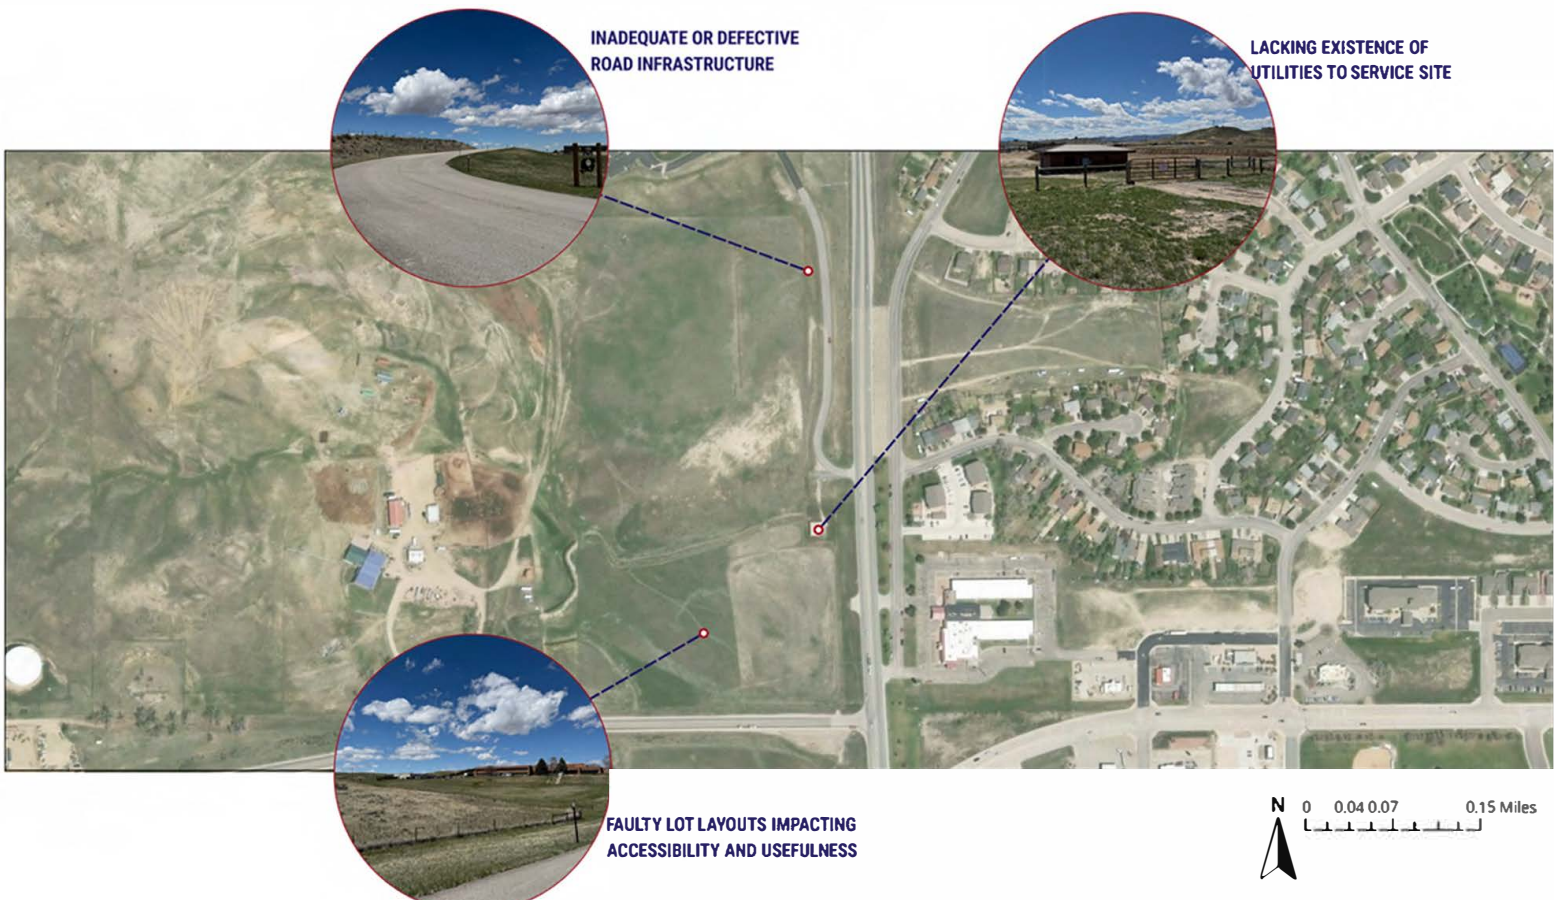 INADEQUATE OR DEFECTIVE
ROAD INFRASTRUCTURE
LACKING EXISTENCE OF
UTILITIES TO SERVICE SITE
FAULTY LOT LAYOUTS IMPACTING
ACCESSIBILITY AND USEFULNESS
N 0 0.04 0.07 0.15 Miles